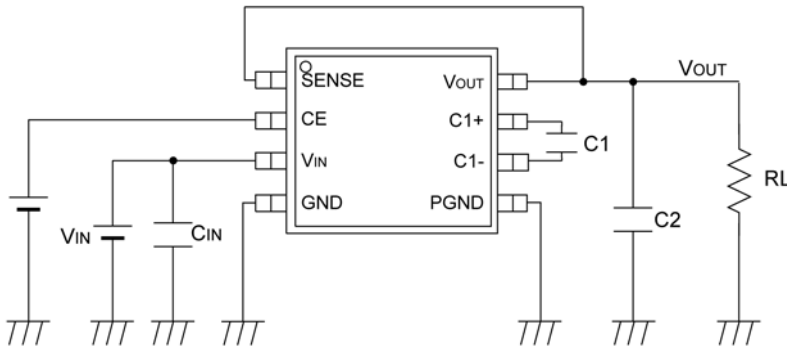 SENSE
VOUT
VOUT
CE
C1+
C1
VIN
C1-
GND
PGND
RL
VIN
CIN
C2